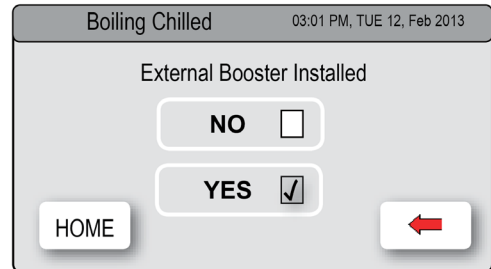 Boiling Chilled 03:01 PM, TUE 12, Feb 2013
External Booster Installed
NO
YES
HOME